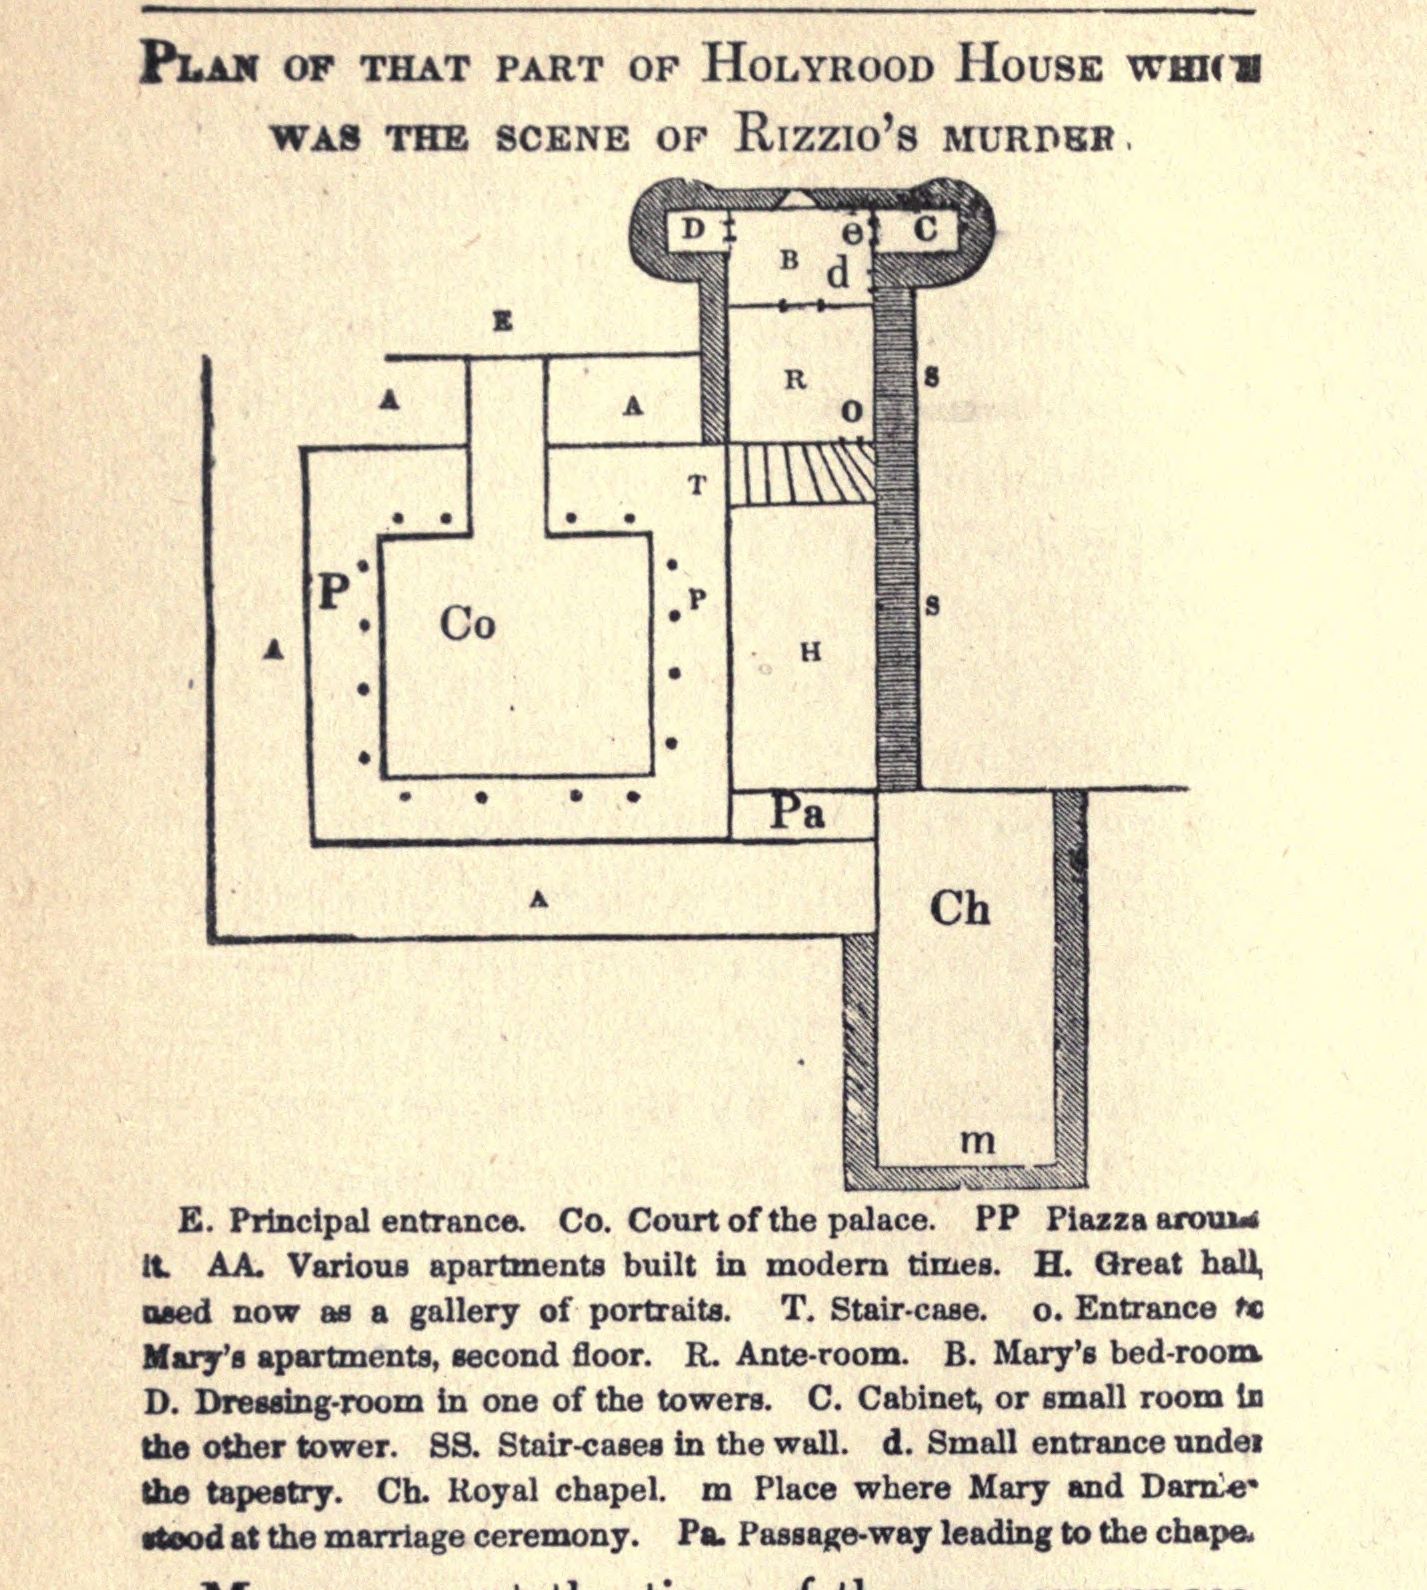 PLAN OF THAT PART OF HOLYROOD HOUSE WHICH
WAS THE SCENE OF RIZZIO'S MURDER.
D e C
B d
E
R S
A A o
T
P P S
Co
H
A
Pa
Ch
A
m
E. Principal entrance. Co. Court of the palace. PP Piazza around
it. AA. Various apartments built in modern times. H. Great hall,
used now as a gallery of portraits. T. Stair-case. o. Entrance to
Mary's apartments, second floor. R. Ante-room. B. Mary's bed-room
D. Dressing-room in one of the towers. C. Cabinet, or small room in
the other tower. SS. Stair-cases in the wall. d. Small entrance under
the tapestry. Ch. Royal chapel. m Place where Mary and
stood at the marriage ceremony. Pa. Passage-way leading to the